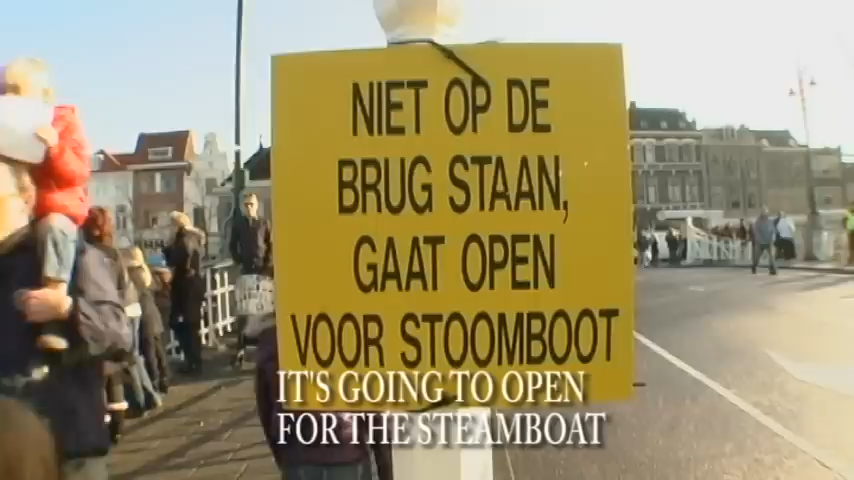 NIET OP DE
BRUG STAAN,
GAAT OPEN
VOOR STOOMBOOT
IT'S GOING TO OPEN
FOR THE STEAMBOAT